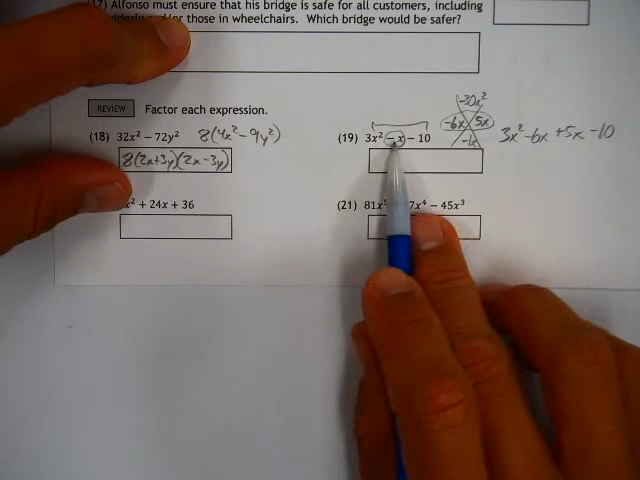 17) Alfonso must ensure that his bridge is safe for all customers, including
elderly and/or those in wheelchairs. Which bridge would be safer?
REVIEW Factor each expression.
(18) 32x² − 72y² 8(4x² − 9y²)
8(2x+3y)(2x−3y)
(19) 3x² − x − 10
−30x²
−6x 5x
−1x
3x² −6x +5x −10
x² + 24x + 36
(21) 81x⁵ 7x⁴ − 45x³